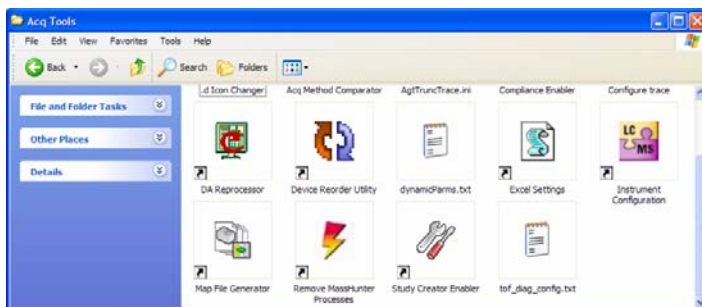 Acq Tools
File Edit View Favorites Tools Help
Back Search Folders
File and Folder Tasks
Other Places
Details
.d Icon Changer Acq Method Comparator AgtTruncTrace.ini Compliance Enabler Configure trace
LC MS
DA Reprocessor Device Reorder Utility dynamicParms.txt Excel Settings Instrument Configuration
Map File Generator Remove MassHunter Processes Study Creator Enabler tof_diag_config.txt